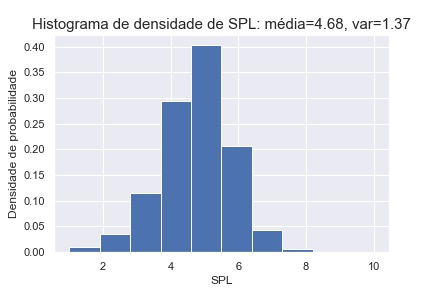 Histograma de densidade de SPL: média=4.68, var=1.37
0.40
0.35
0.30
0.25
0.20
0.15
0.10
0.05
0.00
Densidade de probabilidade
2 4 6 8 10
SPL